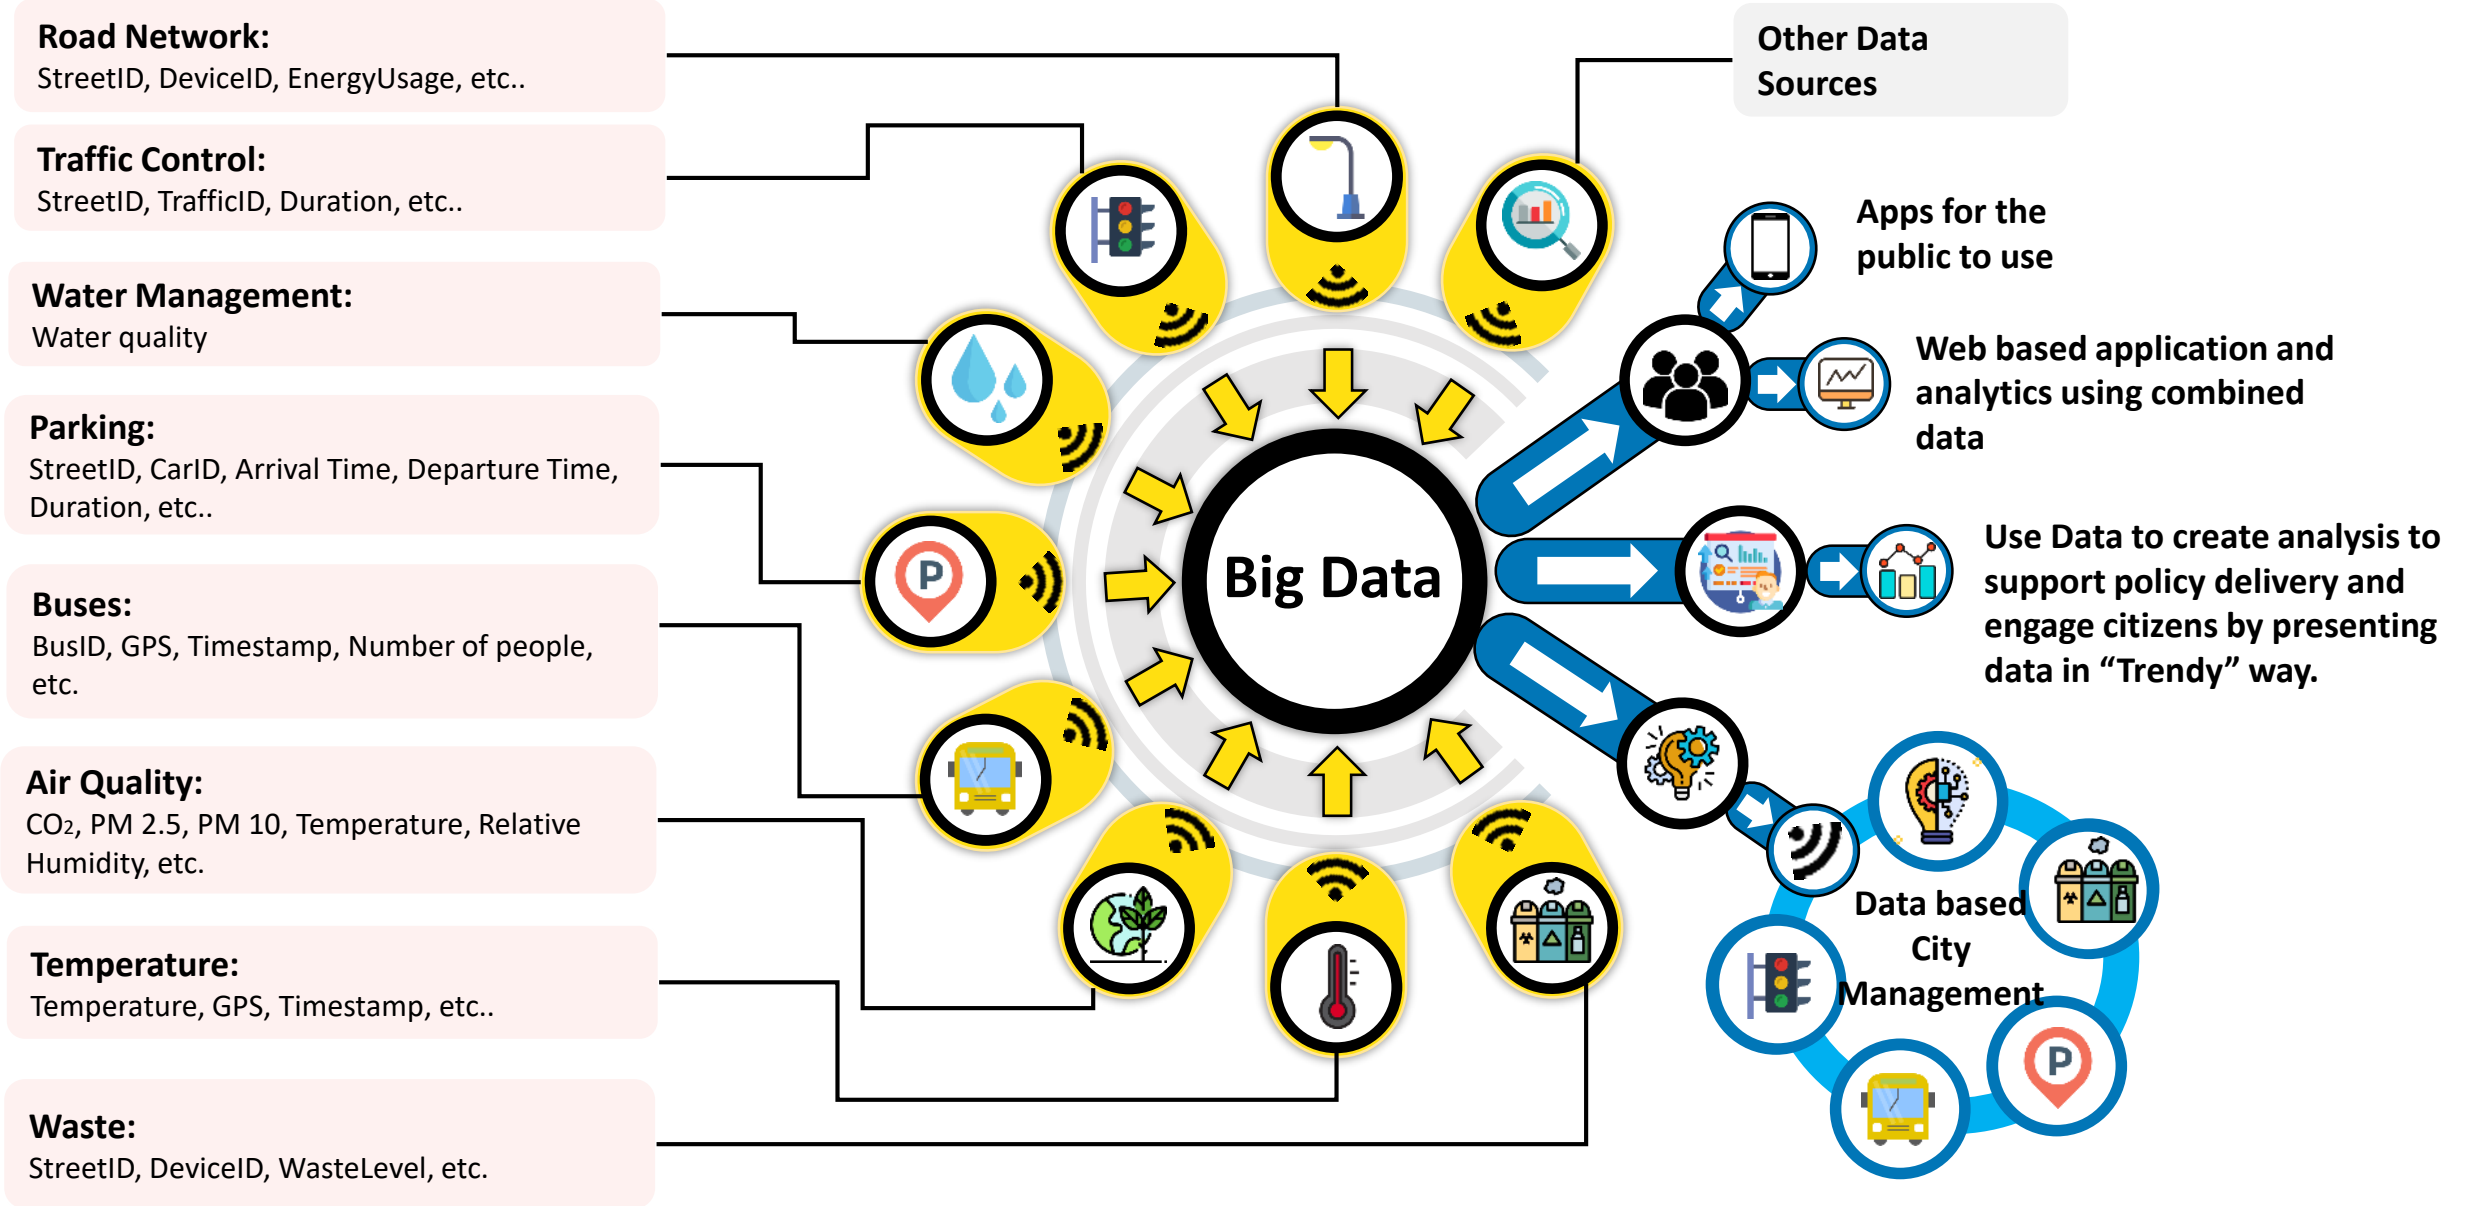 Road Network:
StreetID, DeviceID, EnergyUsage, etc..
Traffic Control:
StreetID, TrafficID, Duration, etc..
Water Management:
Water quality
Parking:
StreetID, CarID, Arrival Time, Departure Time,
Duration, etc..
Buses:
BusID, GPS, Timestamp, Number of people,
etc.
Air Quality:
CO2, PM 2.5, PM 10, Temperature, Relative
Humidity, etc.
Temperature:
Temperature, GPS, Timestamp, etc..
Waste:
StreetID, DeviceID, WasteLevel, etc.
P
Big Data
Other Data
Sources
Apps for the
public to use
Web based application and
analytics using combined
data
Use Data to create analysis to
support policy delivery and
engage citizens by presenting
data in “Trendy” way.
Data based
City
Management
P